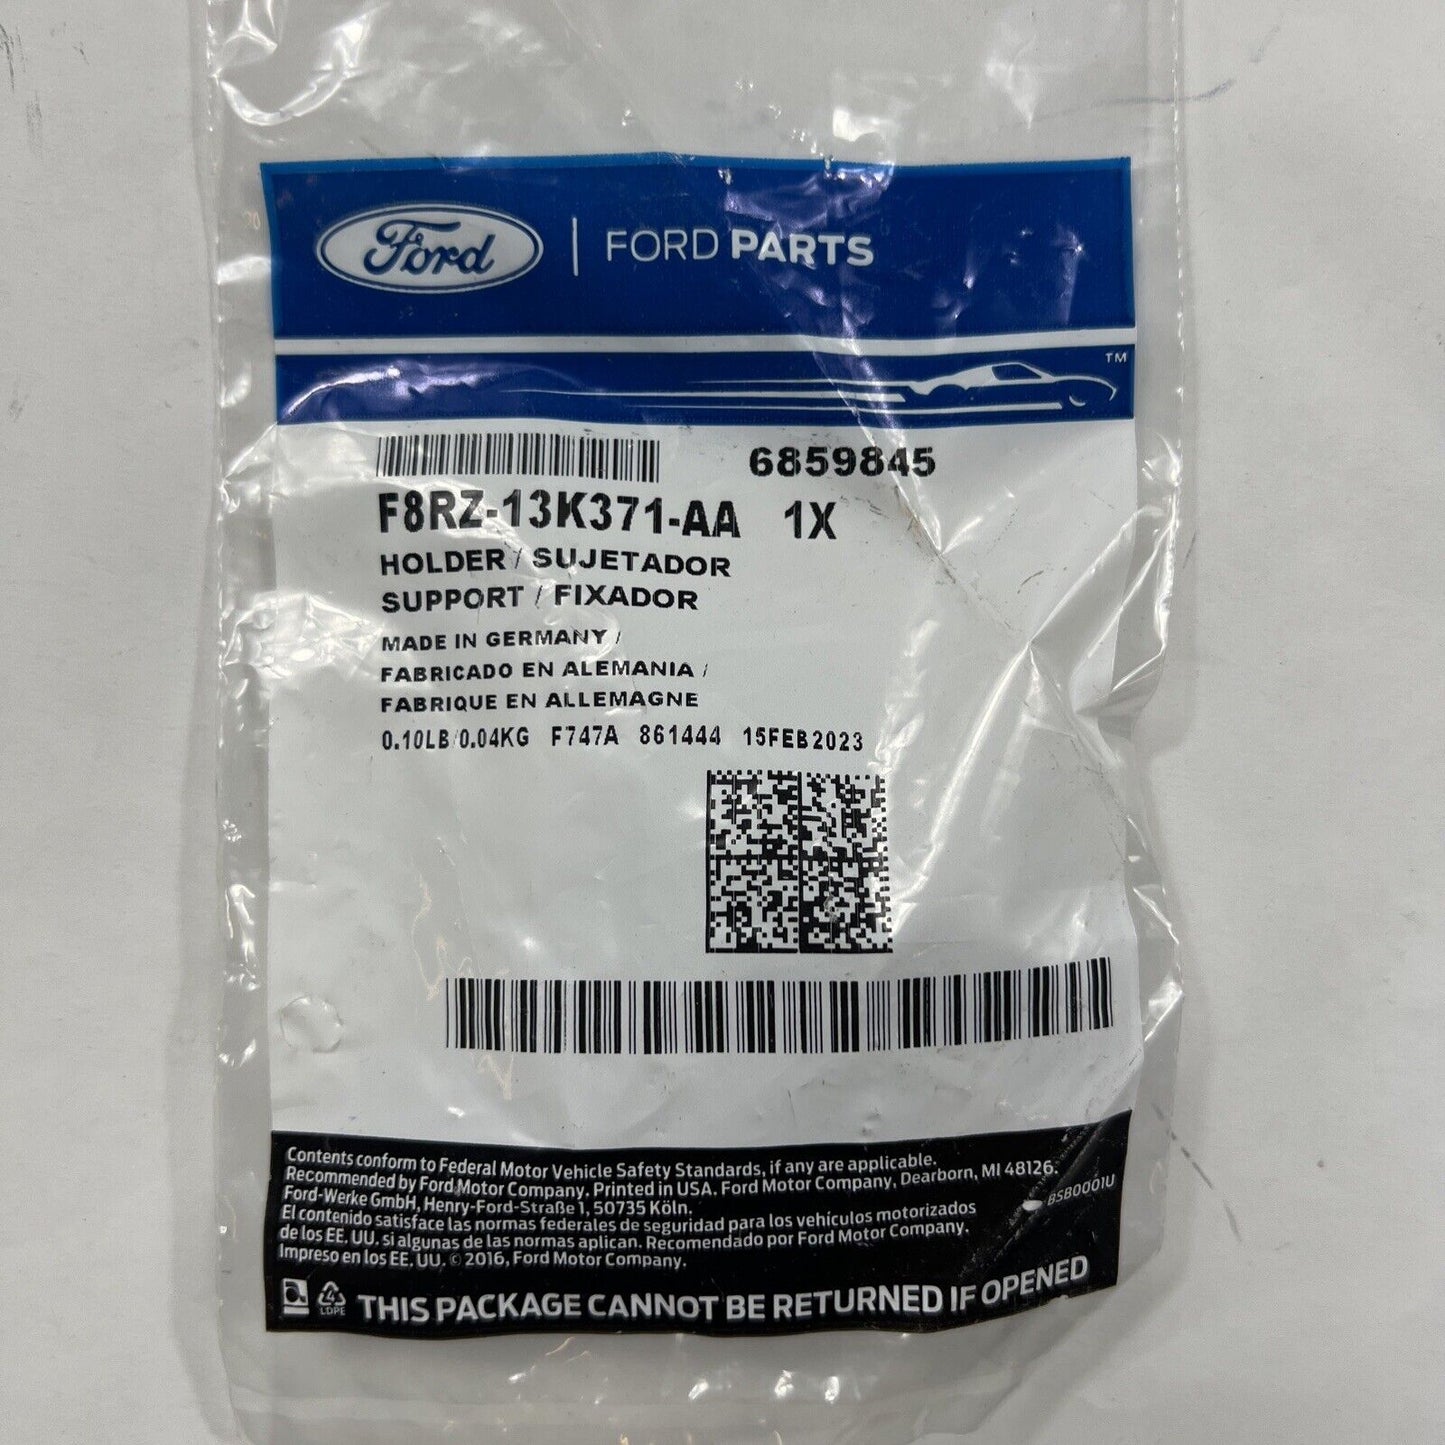 Ford | FORD PARTS
TM
6859845
F8RZ-13K371-AA 1X
HOLDER / SUJETADOR
SUPPORT / FIXADOR
MADE IN GERMANY /
FABRICADO EN ALEMANIA /
FABRIQUE EN ALLEMAGNE
0.10LB/0.04KG F747A 861444 15FEB2023
Contents conform to Federal Motor Vehicle Safety Standards, if any are applicable.
Recommended by Ford Motor Company. Printed in USA. Ford Motor Company, Dearborn, MI 48126.
Ford-Werke GmbH, Henry-Ford-Straße 1, 50735 Köln.
El contenido satisface las normas federales de seguridad para los vehículos motorizados
de los EE. UU. si algunas de las normas aplican. Recomendado por Ford Motor Company.
Impreso en los EE. UU. © 2016, Ford Motor Company.
BSB0001U
LDPE
THIS PACKAGE CANNOT BE RETURNED IF OPENED